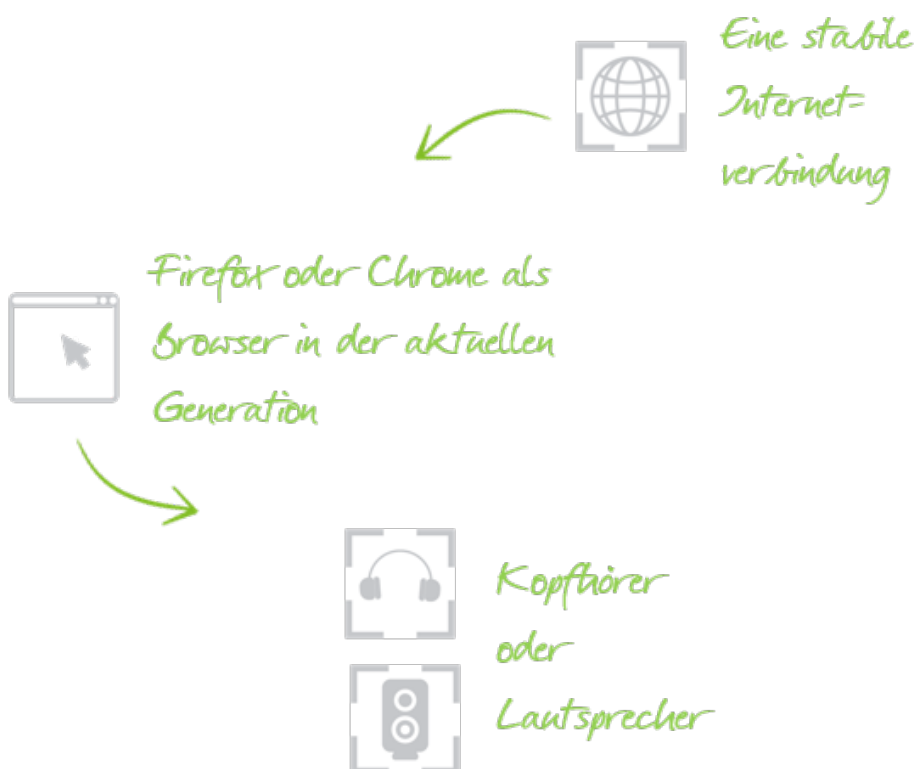 Eine stabile
Internet=
verbindung
Firefox oder Chrome als
Browser in der aktuellen
Generation
Kopfhörer
oder
Lautsprecher